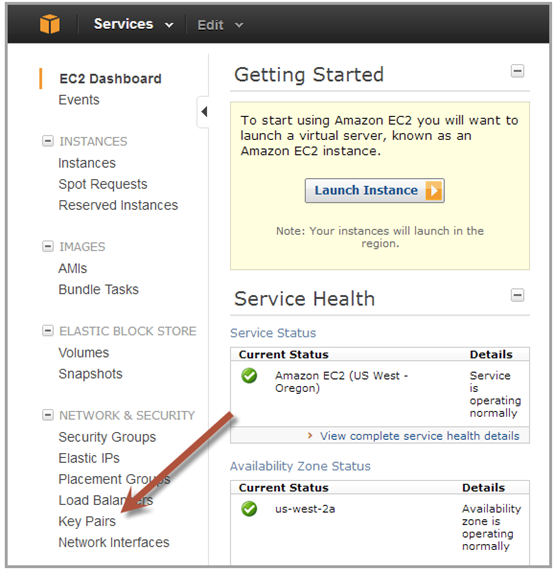 Services
Edit
EC2 Dashboard
Events
INSTANCES
Instances
Spot Requests
Reserved Instances
IMAGES
AMIs
Bundle Tasks
ELASTIC BLOCK STORE
Volumes
Snapshots
NETWORK & SECURITY
Security Groups
Elastic IPs
Placement Groups
Load Balancers
Key Pairs
Network Interfaces
Getting Started
To start using Amazon EC2 you will want to
launch a virtual server, known as an
Amazon EC2 instance.
Launch Instance
Note: Your instances will launch in the
region.
Service Health
Service Status
Current Status Details
Amazon EC2 (US West - Service
Oregon) is
operating
normally
› View complete service health details
Availability Zone Status
Current Status Details
us-west-2a Availability
zone is
operating
normally